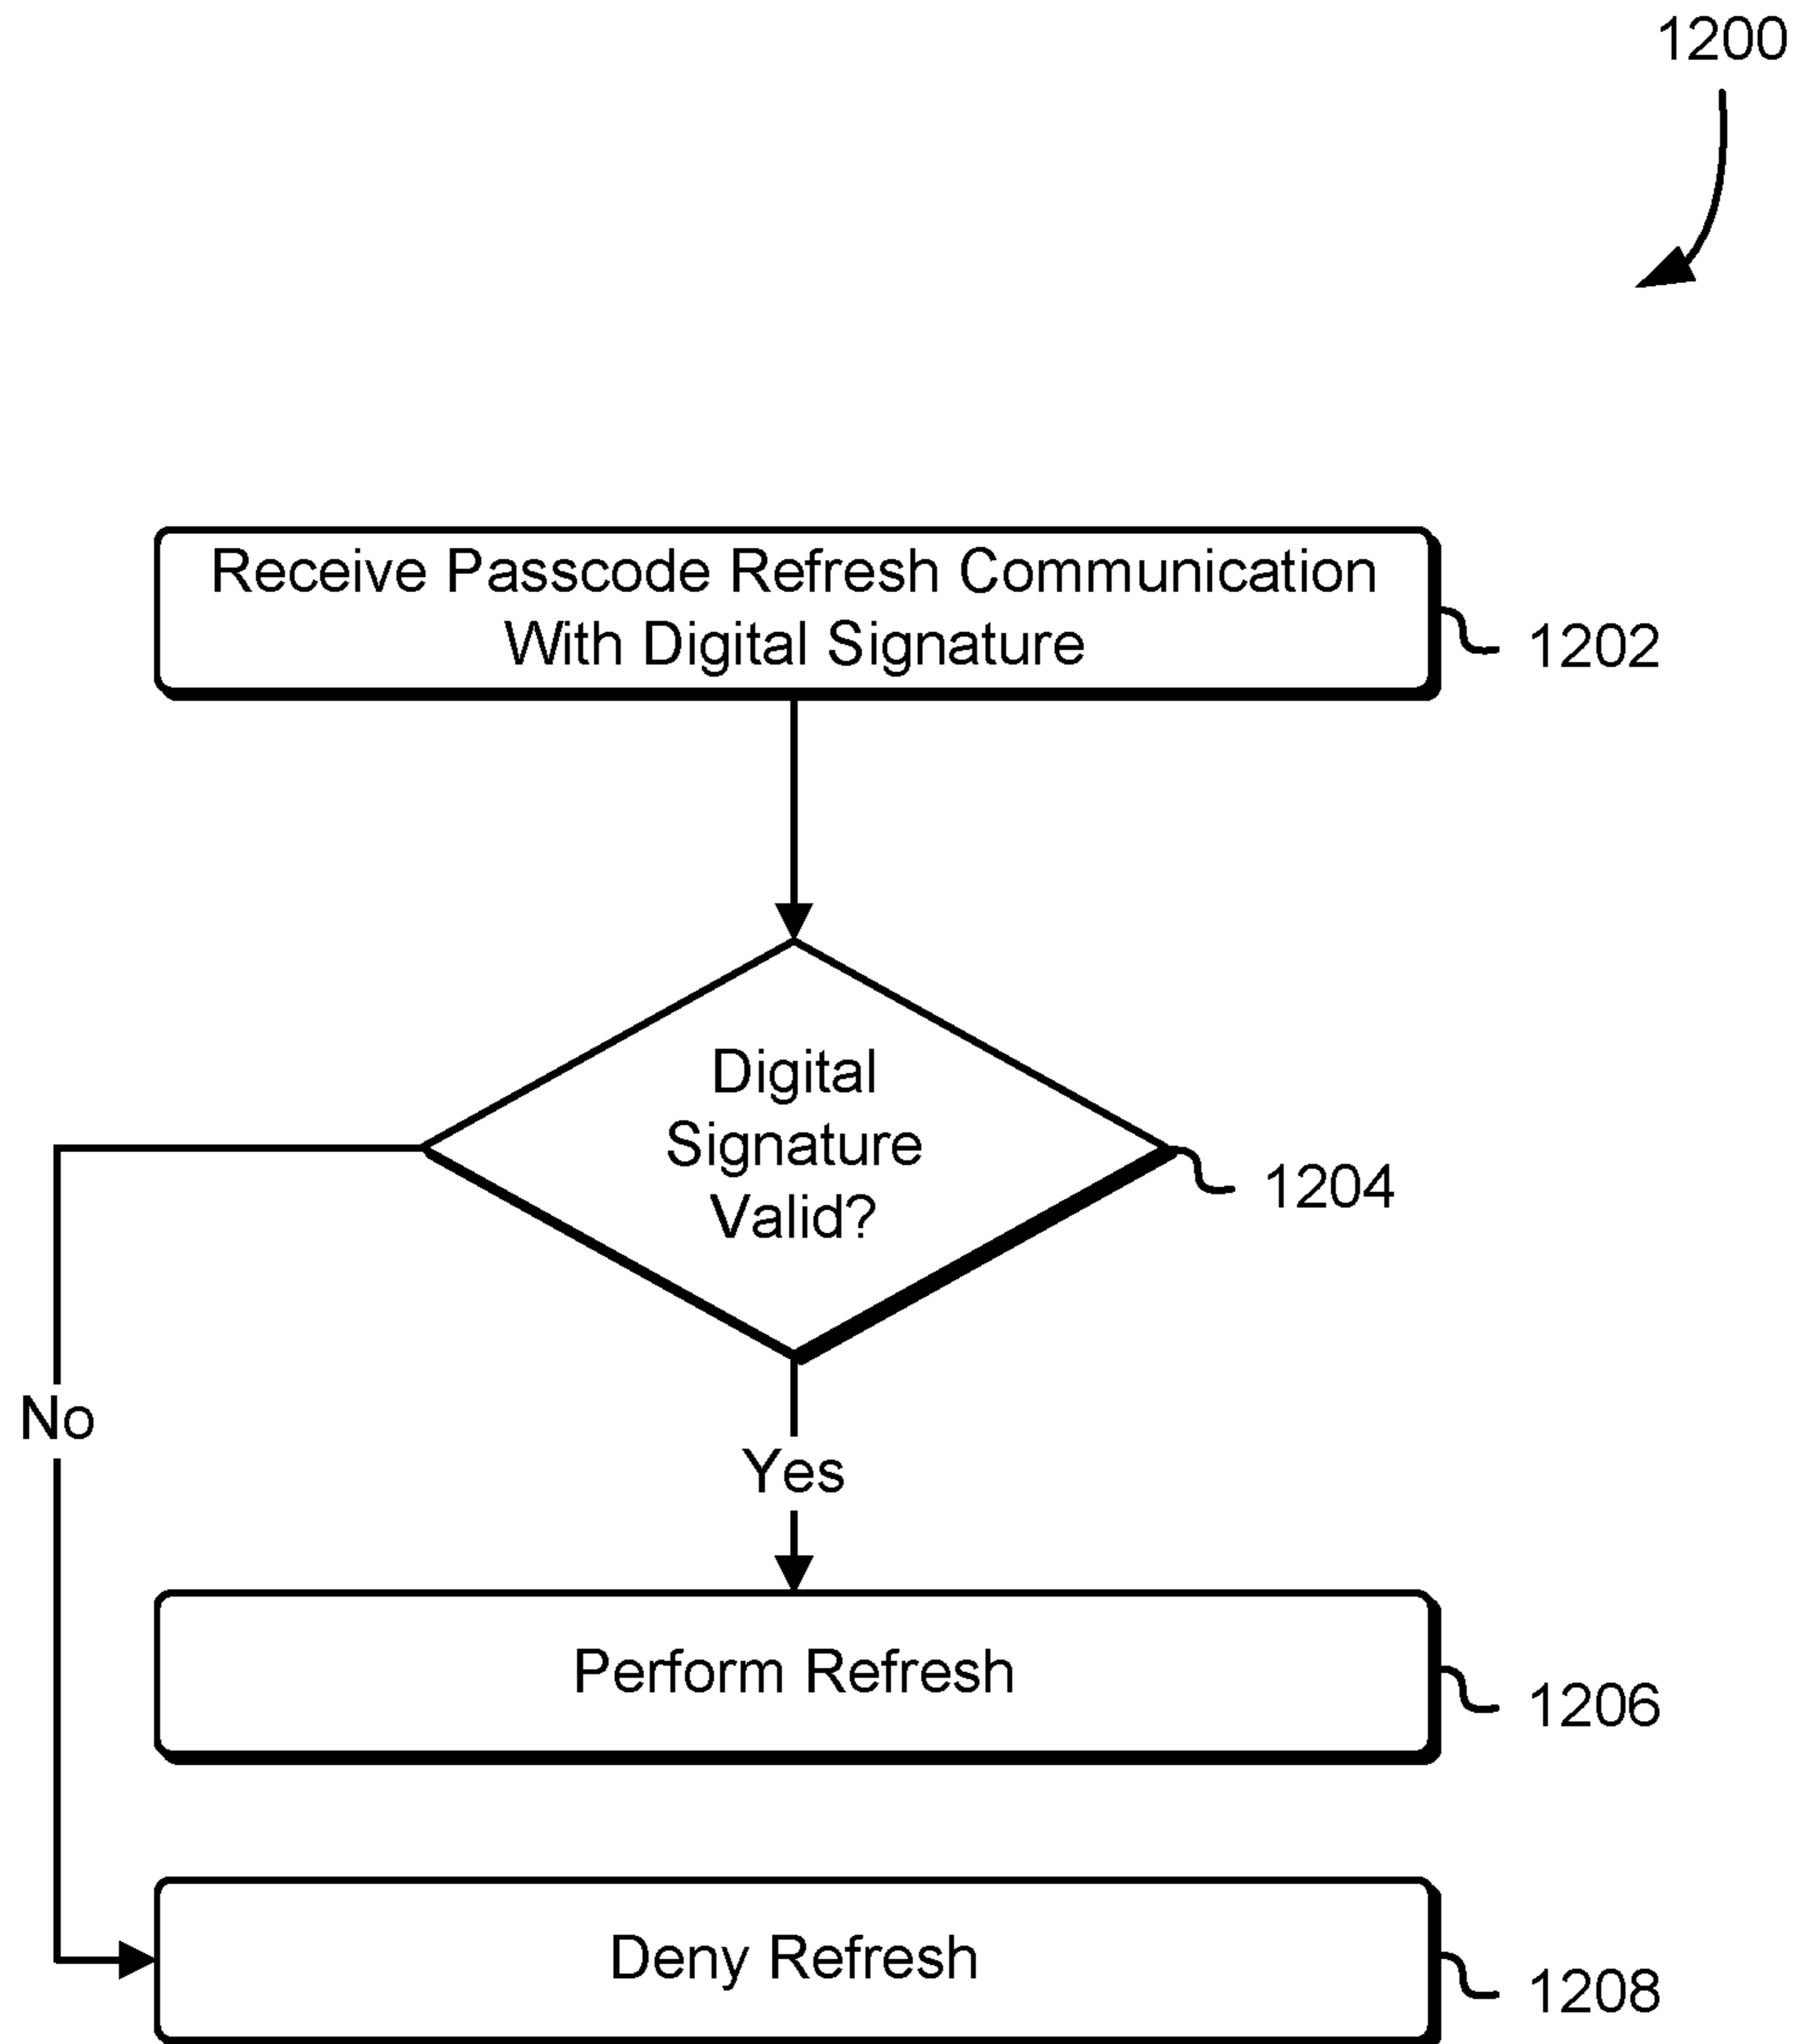 1200
Receive Passcode Refresh Communication
With Digital Signature
1202
Digital
Signature
Valid?
1204
No
Yes
Perform Refresh
1206
Deny Refresh
1208